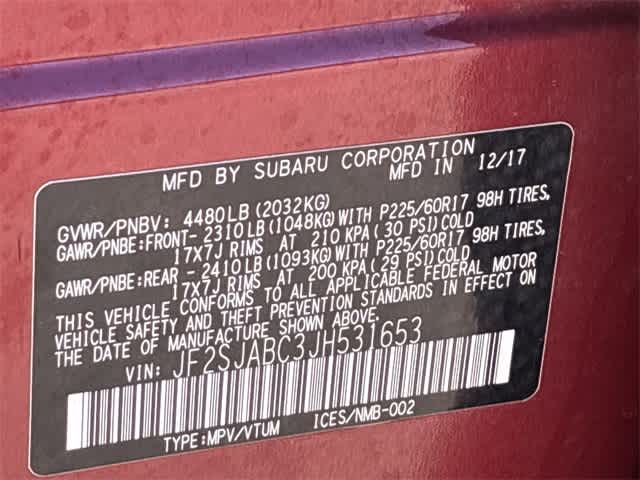 MFD BY SUBARU CORPORATION
MFD IN 12/17
GVWR/PNBV: 4480LB(2032KG)
GAWR/PNBE:FRONT- 2310LB(1048KG)WITH P225/60R17 98H TIRES,
17x7J RIMS AT 210 KPA(30 PSI)COLD
GAWR/PNBE:REAR - 2410LB(1093KG)WITH P225/60R17 98H TIRES,
17x7J RIMS AT 200 KPA(29 PSI)COLD
THIS VEHICLE CONFORMS TO ALL APPLICABLE FEDERAL MOTOR
VEHICLE SAFETY AND THEFT PREVENTION STANDARDS IN EFFECT ON
THE DATE OF MANUFACTURE SHOWN ABOVE.
VIN: JF2SJABC3JH531653
TYPE:MPV/VTUM ICES/NMB-002